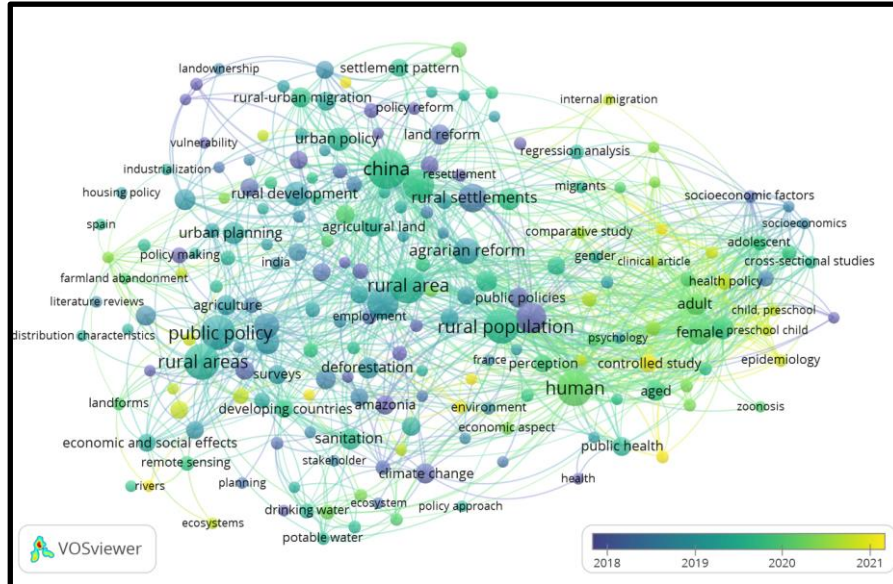 landownership
settlement pattern
rural-urban migration
policy reform
internal migration
vulnerability
urban policy
land reform
regression analysis
industrialization
china
resettlement
migrants
housing policy
rural development
rural settlements
socioeconomic factors
spain
urban planning
agricultural land
comparative study
socioeconomics
policy making
agrarian reform
gender
adolescent
india
clinical article
cross-sectional studies
farmland abandonment
rural area
health policy
literature reviews
agriculture
public policies
adult
child, preschool
distribution characteristics
public policy
employment
rural population
psychology
female
preschool child
rural areas
surveys
deforestation
france
perception
controlled study
epidemiology
landforms
developing countries
amazonia
environment
human
aged
zoonosis
economic aspect
economic and social effects
sanitation
public health
remote sensing
stakeholder
climate change
rivers
planning
health
ecosystem
ecosystems
drinking water
policy approach
potable water
VOSviewer
2018 2019 2020 2021